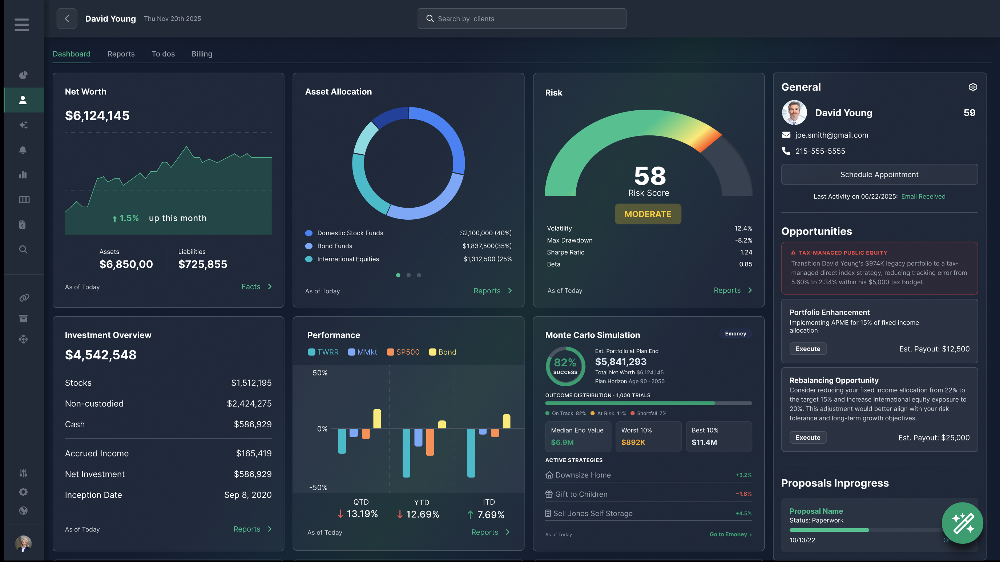 David Young Thu Nov 20th 2025
Search by clients
Dashboard Reports To dos Billing
Net Worth
$6,124,145
1.5% up this month
Assets Liabilities
$6,850,00 $725,855
As of Today Facts
Asset Allocation
Domestic Stock Funds $2,100,000 (40%)
Bond Funds $1,837,500(35%)
International Equities $1,312,500 (25%
As of Today Reports
Risk
58
Risk Score
MODERATE
Volatility 12.4%
Max Drawdown -8.2%
Sharpe Ratio 1.24
Beta 0.85
As of Today Reports
Investment Overview
$4,542,548
Stocks $1,512,195
Non-custodied $2,424,275
Cash $586,929
Accrued Income $165,419
Net Investment $586,929
Inception Date Sep 8, 2020
As of Today Reports
Performance
TWRR MMkt SP500 Bond
50%
0%
-50%
QTD YTD ITD
13.19% 12.69% 7.69%
As of Today Reports
Monte Carlo Simulation Emoney
82%
SUCCESS
Est. Portfolio at Plan End
$5,841,293
Total Net Worth $6,124,145
Plan Horizon Age 90 · 2056
OUTCOME DISTRIBUTION · 1,000 TRIALS
On Track 82% At Risk 11% Shortfall 7%
Median End Value Worst 10% Best 10%
$6.9M $892K $11.4M
ACTIVE STRATEGIES
Downsize Home +3.2%
Gift to Children −1.8%
Sell Jones Self Storage +4.5%
As of Today Go to Emoney ›
General
David Young 59
joe.smith@gmail.com
215-555-5555
Schedule Appointment
Last Activity on 06/22/2025: Email Received
Opportunities
TAX-MANAGED PUBLIC EQUITY
Transition David Young's $974K legacy portfolio to a tax-
managed direct index strategy, reducing tracking error from
5.60% to 2.34% within his $5,000 tax budget.
Portfolio Enhancement
Implementing APME for 15% of fixed income
allocation
Execute Est. Payout: $12,500
Rebalancing Opportunity
Consider reducing your fixed income allocation from 22% to
the target 15% and increase international equity exposure to
20%. This adjustment would better align with your risk
tolerance and long-term growth objectives.
Execute Est. Payout: $25,000
Proposals Inprogress
Proposal Name
Status: Paperwork
10/13/22